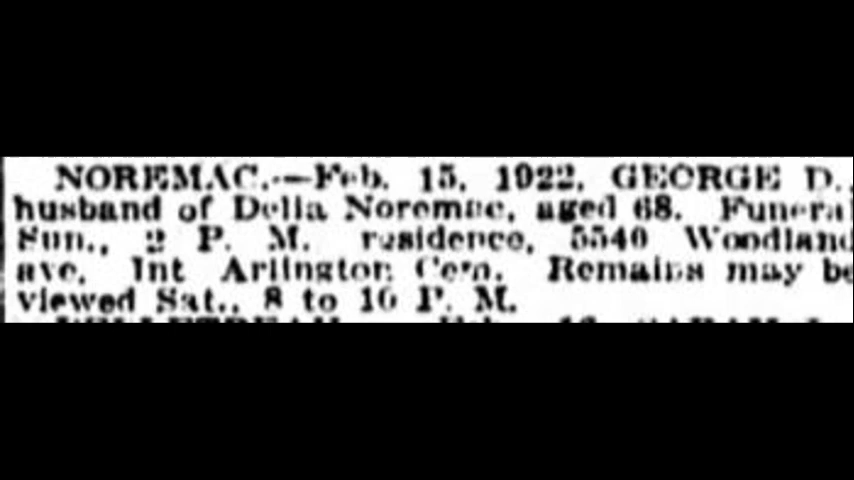 NOREMAC.—Feb. 15, 1922, GEORGE D.,
husband of Della Noremac, aged 68. Funeral
Sun., 2 P. M. residence, 5540 Woodland
ave. Int Arlington Cem. Remains may be
viewed Sat., 8 to 10 P. M.